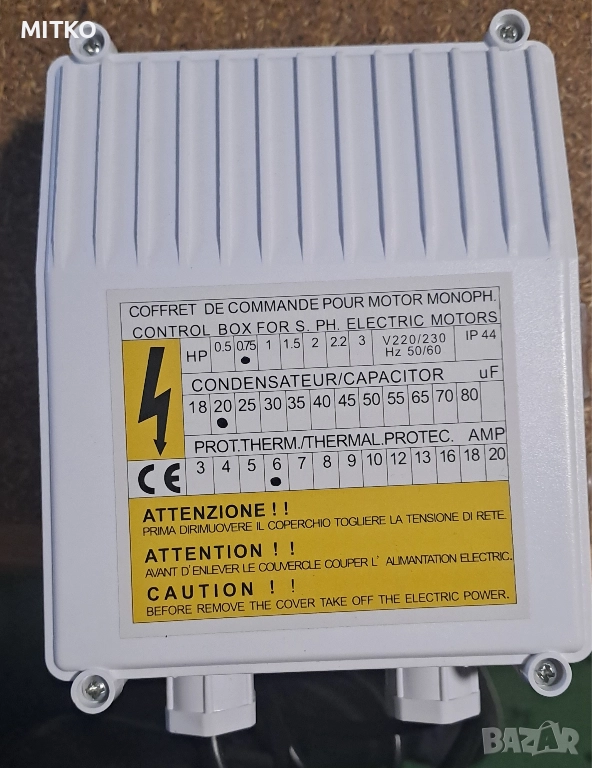 MITKO
COFFRET DE COMMANDE POUR MOTOR MONOPH.
CONTROL BOX FOR S. PH. ELECTRIC MOTORS
HP 0.5 0.75 1 1.5 2 2.2 3 V220/230 Hz 50/60 IP 44
CONDENSATEUR/CAPACITOR uF
18 20 25 30 35 40 45 50 55 65 70 80
PROT.THERM./THERMAL.PROTEC. AMP
CE 3 4 5 6 7 8 9 10 12 13 16 18 20
ATTENZIONE ! !
PRIMA DIRIMUOVERE IL COPERCHIO TOGLIERE LA TENSIONE DI RETE.
ATTENTION ! !
AVANT D'ENLEVER LE COUVERCLE COUPER L' ALIMANTATION ELECTRIC.
CAUTION ! !
BEFORE REMOVE THE COVER TAKE OFF THE ELECTRIC POWER.
BAZAR